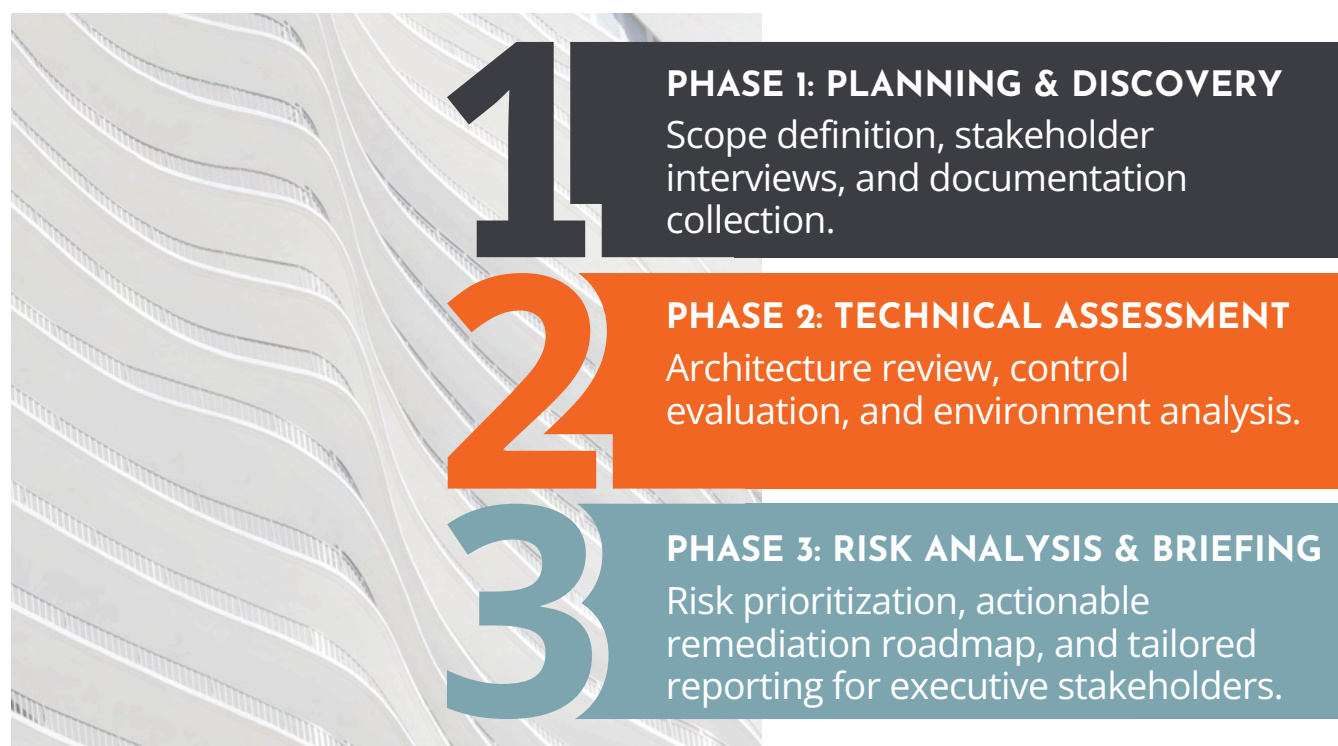 1
PHASE 1: PLANNING & DISCOVERY
Scope definition, stakeholder
interviews, and documentation
collection.
2
PHASE 2: TECHNICAL ASSESSMENT
Architecture review, control
evaluation, and environment analysis.
3
PHASE 3: RISK ANALYSIS & BRIEFING
Risk prioritization, actionable
remediation roadmap, and tailored
reporting for executive stakeholders.